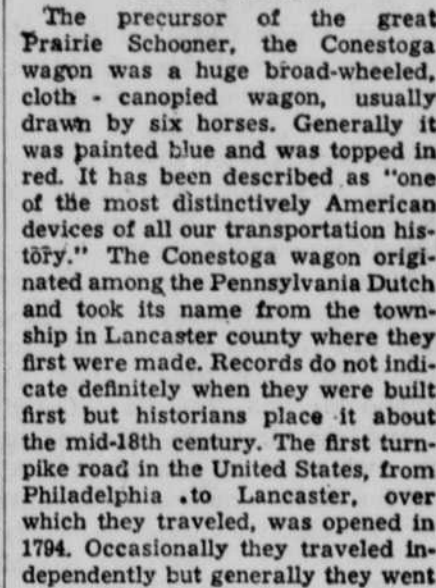 The precursor of the great
Prairie Schooner, the Conestoga
wagon was a huge broad-wheeled,
cloth - canopied wagon, usually
drawn by six horses. Generally it
was painted blue and was topped in
red. It has been described as "one
of the most distinctively American
devices of all our transportation his-
tory." The Conestoga wagon origi-
nated among the Pennsylvania Dutch
and took its name from the town-
ship in Lancaster county where they
first were made. Records do not indi-
cate definitely when they were built
first but historians place it about
the mid-18th century. The first turn-
pike road in the United States, from
Philadelphia to Lancaster, over
which they traveled, was opened in
1794. Occasionally they traveled in-
dependently but generally they went